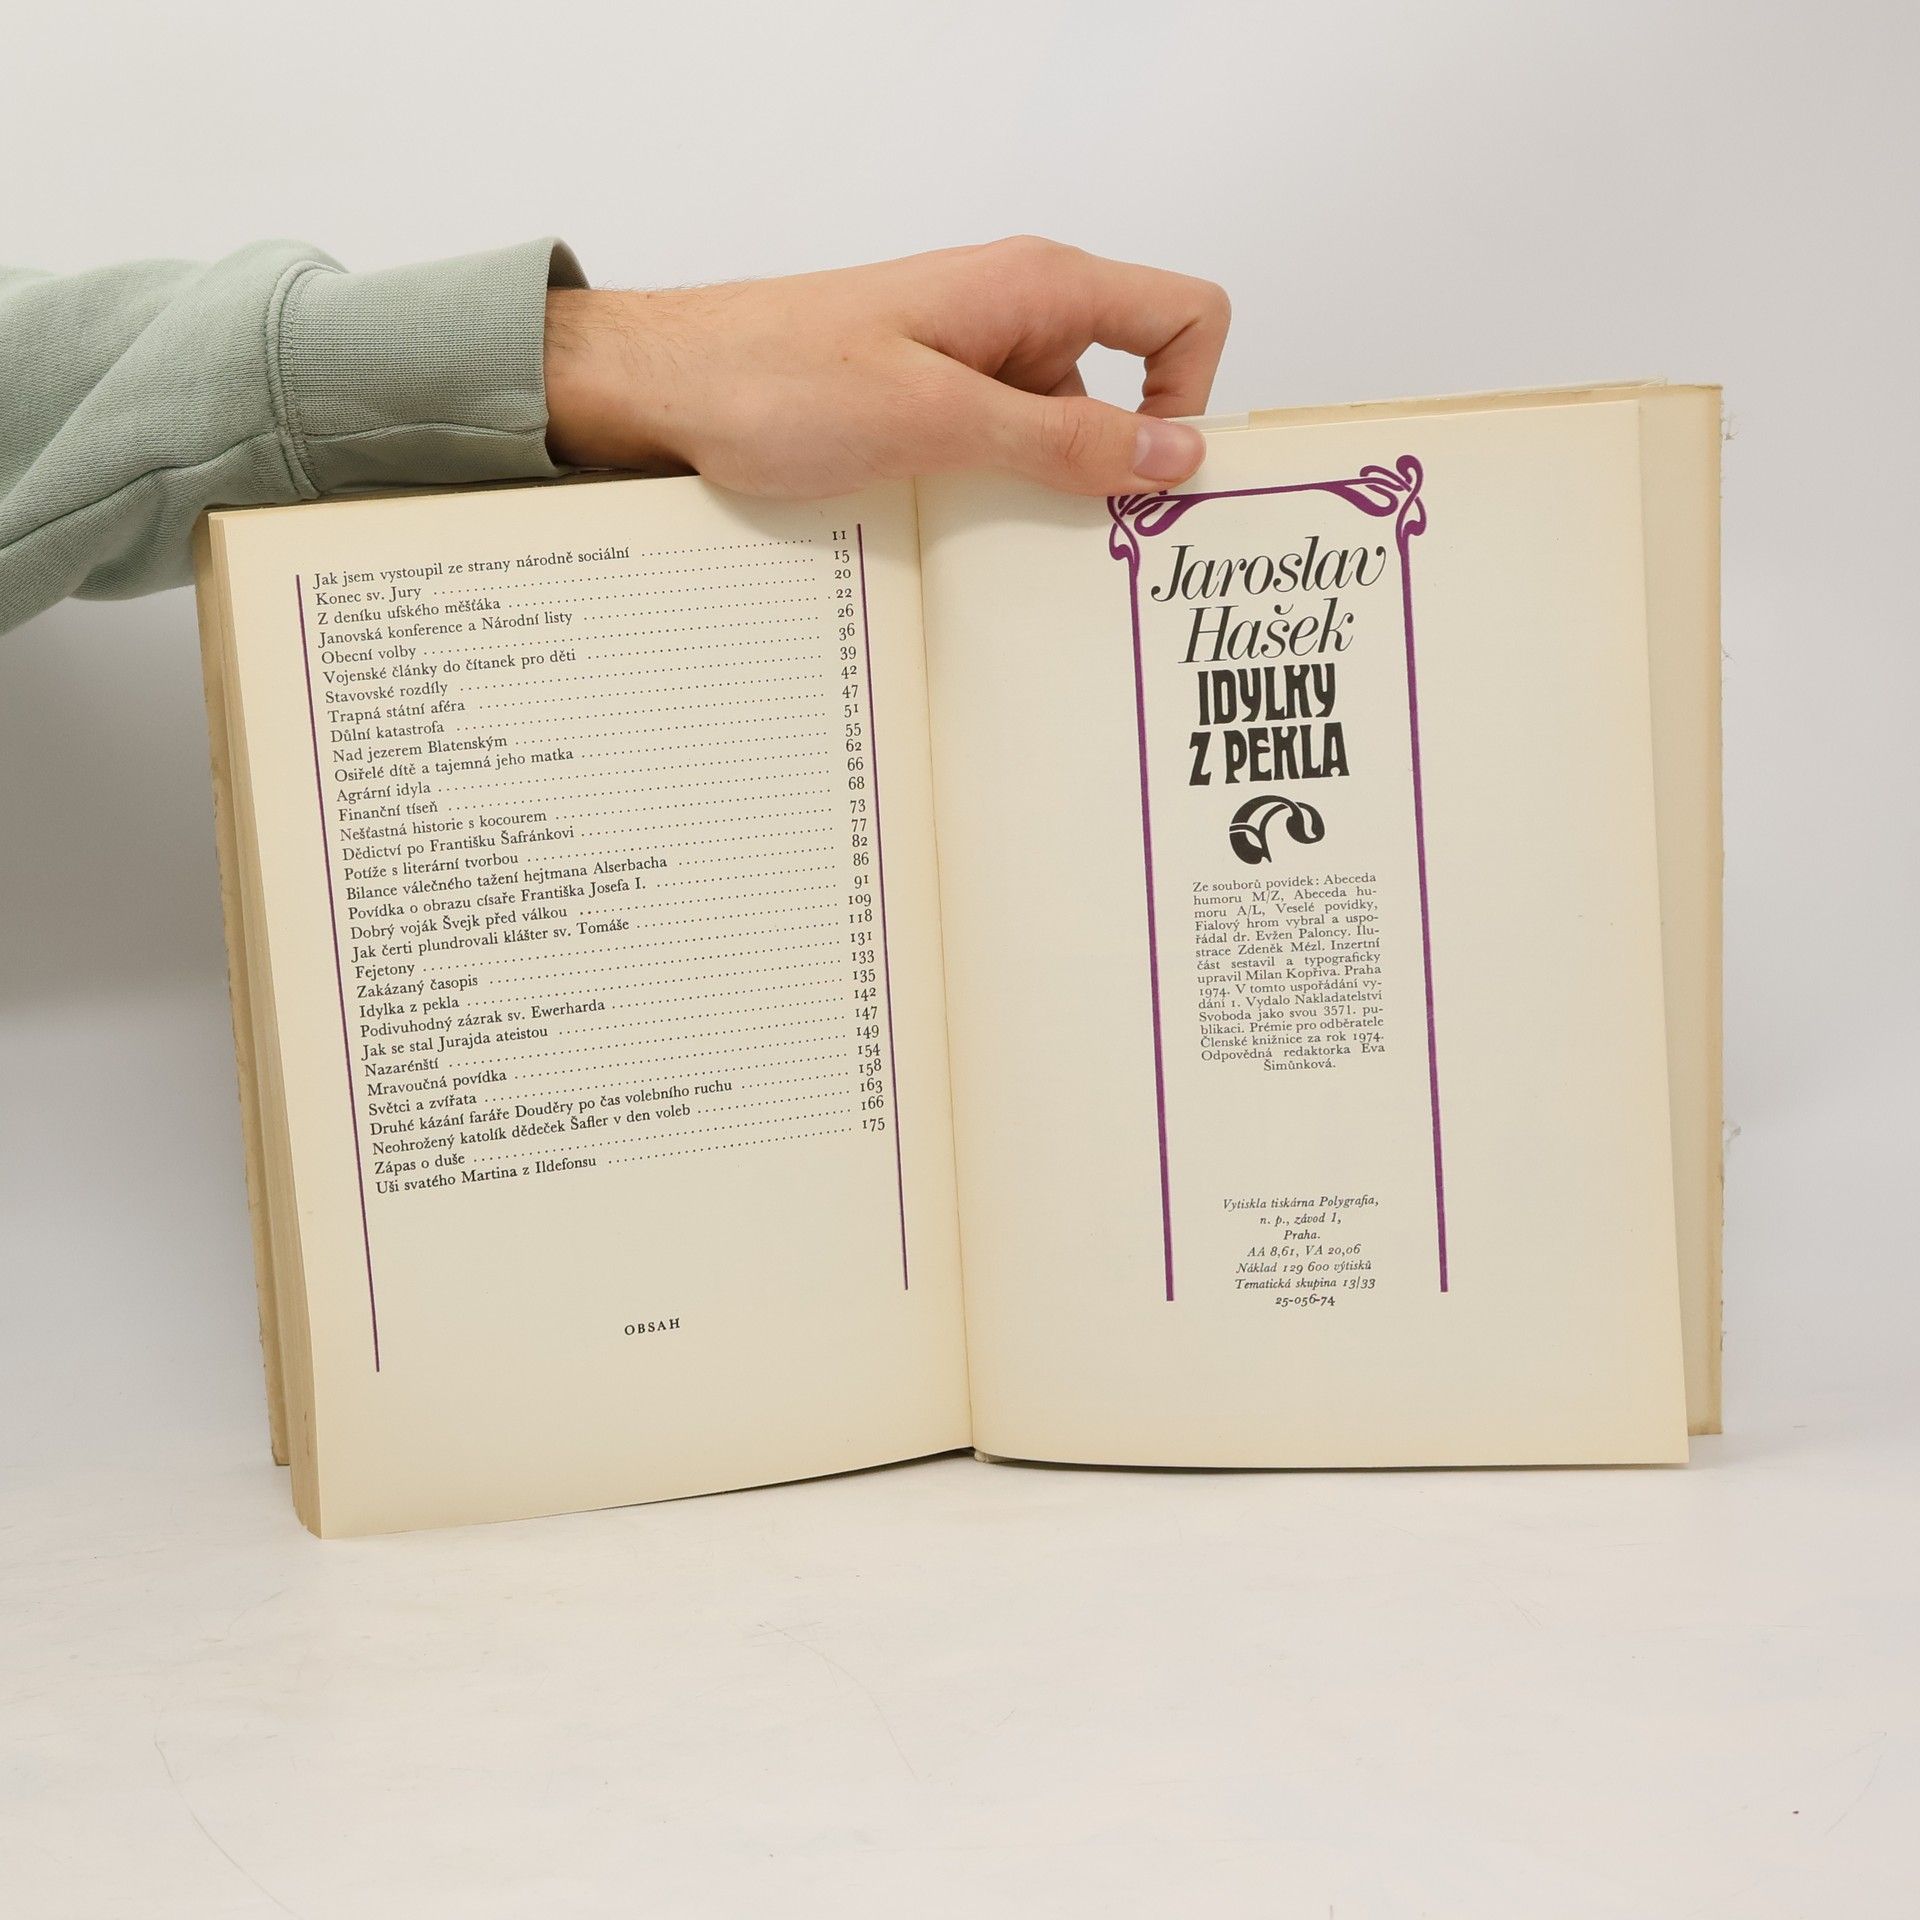 Jak jsem vystoupil ze strany národně sociální 11
Konec sv. Jury 15
Z deníku ufského měšťáka 20
Janovská konference a Národní listy 22
Obecní volby 26
Vojenské články do čítanek pro děti 36
Stavovské rozdíly 39
Trapná státní aféra 42
Důlní katastrofa 47
Nad jezerem Blatenským 51
Osiřelé dítě a tajemná jeho matka 55
Agrární idyla 62
Finanční tíseň 66
Nešťastná historie s kocourem 68
Dědictví po Františku Šafránkovi 73
Potíže s literární tvorbou 77
Bilance válečného tažení hejtmana Alserbacha 82
Povídka o obrazu císaře Františka Josefa I. 86
Dobrý voják Švejk před válkou 91
Jak čerti plundrovali klášter sv. Tomáše 109
Fejetony 118
Zakázaný časopis 131
Idylka z pekla 133
Podivuhodný zázrak sv. Ewerharda 135
Jak se stal Jurajda ateistou 142
Nazarénští 147
Mravoučná povídka 149
Světci a zvířata 154
Druhé kázání faráře Douděry po čas volebního ruchu 158
Neohrožený katolík dědeček Šafler v den voleb 163
Zápas o duše 166
Uši svatého Martina z Ildefonsu 175
OBSAH
Jaroslav
Hašek
IDYLKY
Z PEKLA
Ze souborů povídek: Abeceda
humoru M/Z, Abeceda hu-
moru A/L, Veselé povídky,
Fialový hrom vybral a uspo-
řádal dr. Evžen Paloncy. Ilu-
strace Zdeněk Mézl. Inzertní
část sestavil a typograficky
upravil Milan Kopřiva. Praha
1974. V tomto uspořádání vy-
dání 1. Vydalo Nakladatelství
Svoboda jako svou 3571. pu-
blikaci. Prémie pro odběratele
Členské knižnice za rok 1974.
Odpovědná redaktorka Eva
Šimůnková.
Vytiskla tiskárna Polygrafia,
n. p., závod 1,
Praha.
AA 8,61, VA 20,06
Náklad 129 600 výtisků
Tematická skupina 13/33
25-056-74